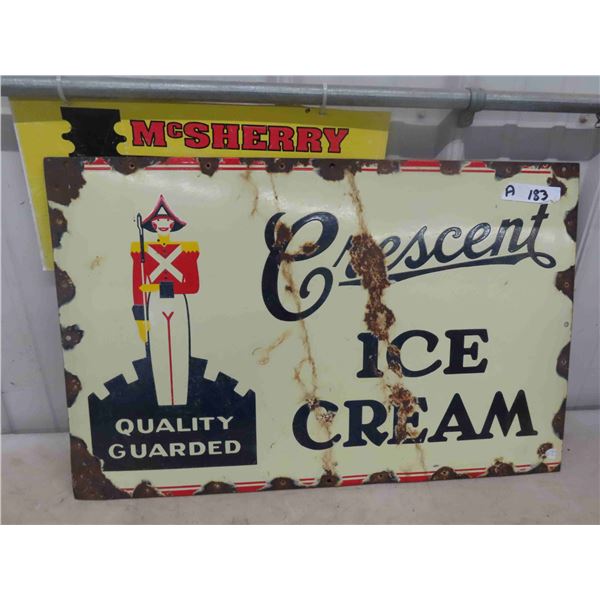 McSHERRY
A 183
Crescent
ICE
CREAM
QUALITY
GUARDED